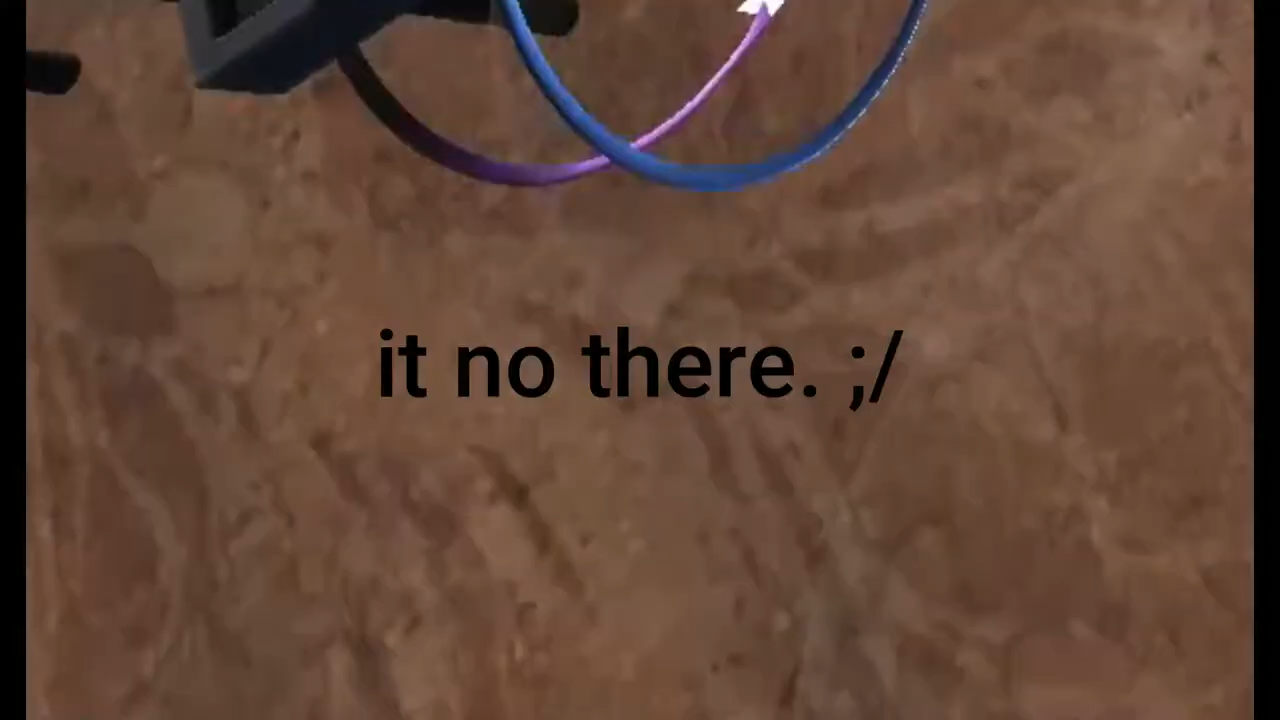 it no there. ;/